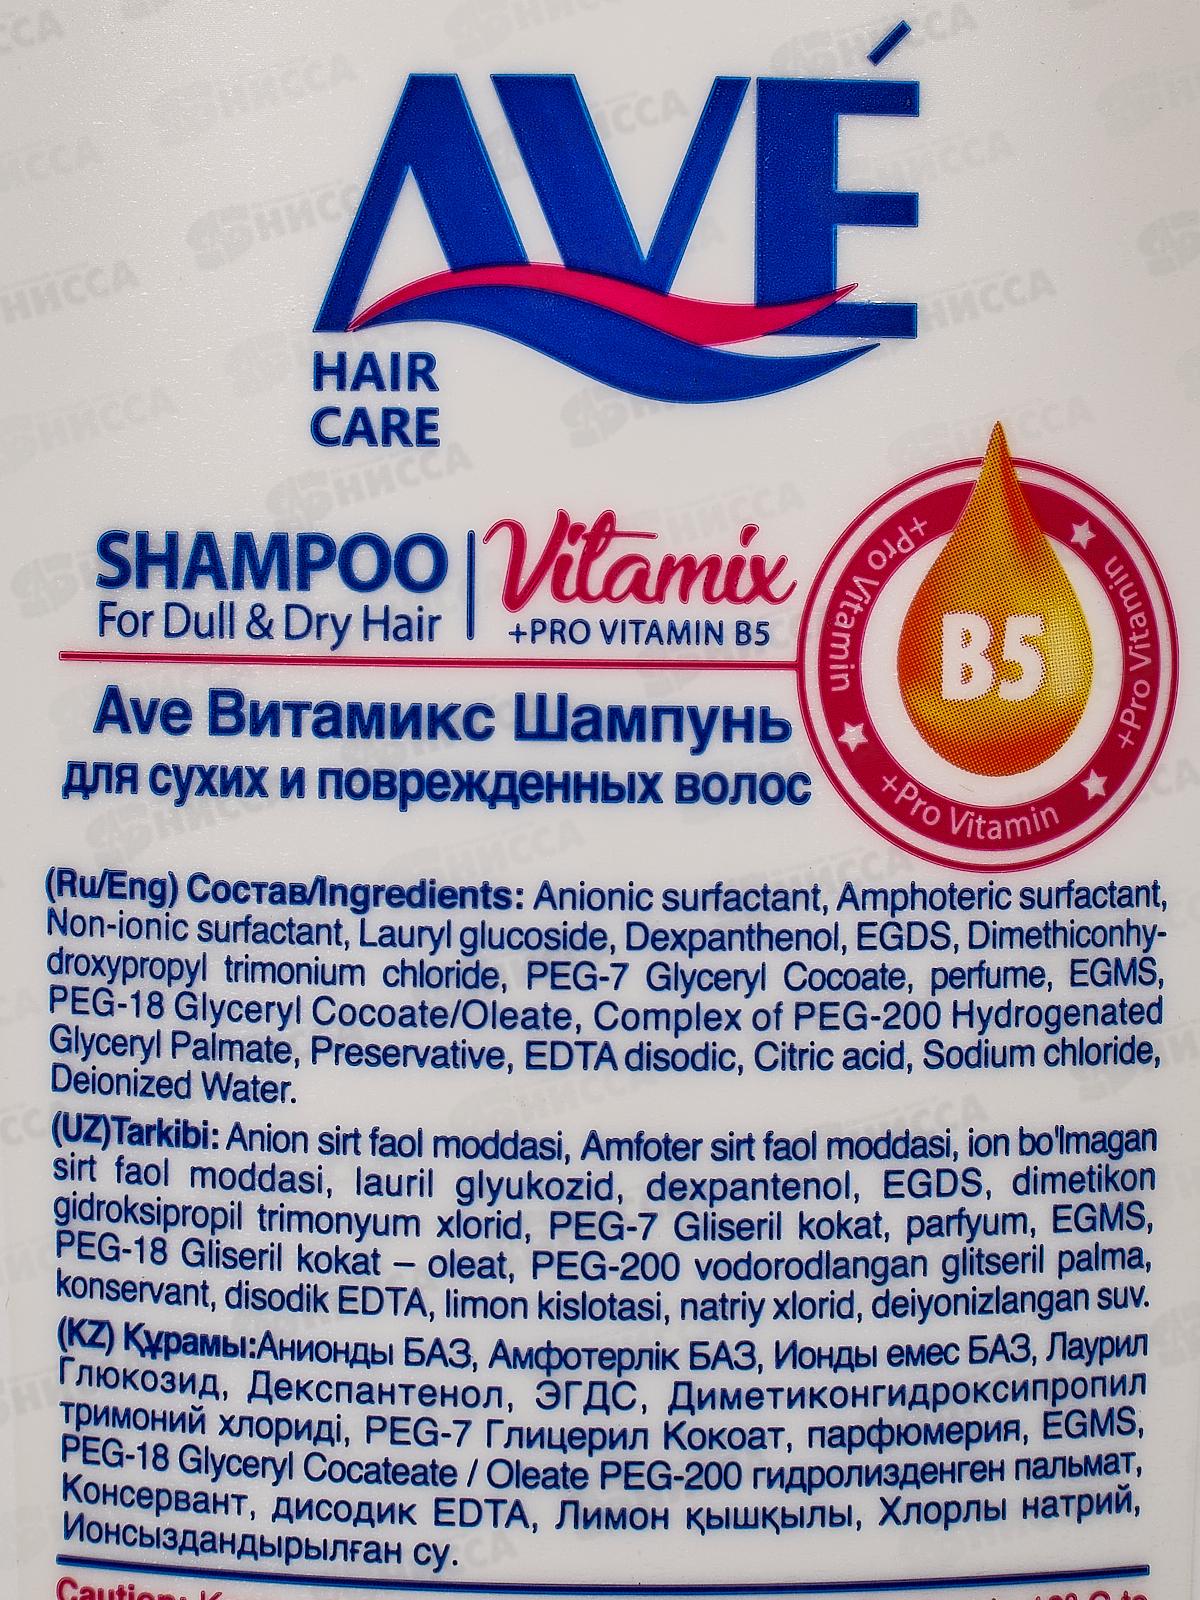 AVÉ
HAIR
CARE
SHAMPOO
For Dull & Dry Hair
Vitamix
+PRO VITAMIN B5
B5
+Pro Vitamin
+Pro Vitamin
+Pro Vitamin
Ave Витамикс Шампунь
для сухих и поврежденных волос
(Ru/Eng) Состав/Ingredients: Anionic surfactant, Amphoteric surfactant,
Non-ionic surfactant, Lauryl glucoside, Dexpanthenol, EGDS, Dimethiconhy-
droxypropyl trimonium chloride, PEG-7 Glyceryl Cocoate, perfume, EGMS,
PEG-18 Glyceryl Cocoate/Oleate, Complex of PEG-200 Hydrogenated
Glyceryl Palmate, Preservative, EDTA disodic, Citric acid, Sodium chloride,
Deionized Water.
(UZ)Tarkibi: Anion sirt faol moddasi, Amfoter sirt faol moddasi, ion bo'lmagan
sirt faol moddasi, lauril glyukozid, dexpantenol, EGDS, dimetikon
gidroksipropil trimonyum xlorid, PEG-7 Gliseril kokat, parfyum, EGMS,
PEG-18 Gliseril kokat – oleat, PEG-200 vodorodlangan glitseril palma,
konservant, disodik EDTA, limon kislotasi, natriy xlorid, deiyonizlangan suv.
(KZ) Құрамы:Анионды БАЗ, Амфотерлік БАЗ, Ионды емес БАЗ, Лаурил
Глюкозид, Декспантенол, ЭГДС, Диметиконгидроксипропил
тримоний хлориді, PEG-7 Глицерил Кокоат, парфюмерия, EGMS,
PEG-18 Glyceryl Cocateate / Oleate PEG-200 гидролизденген пальмат,
Консервант, дисодик EDTA, Лимон қышқылы, Хлорлы натрий,
Ионсыздандырылған су.
Caution: